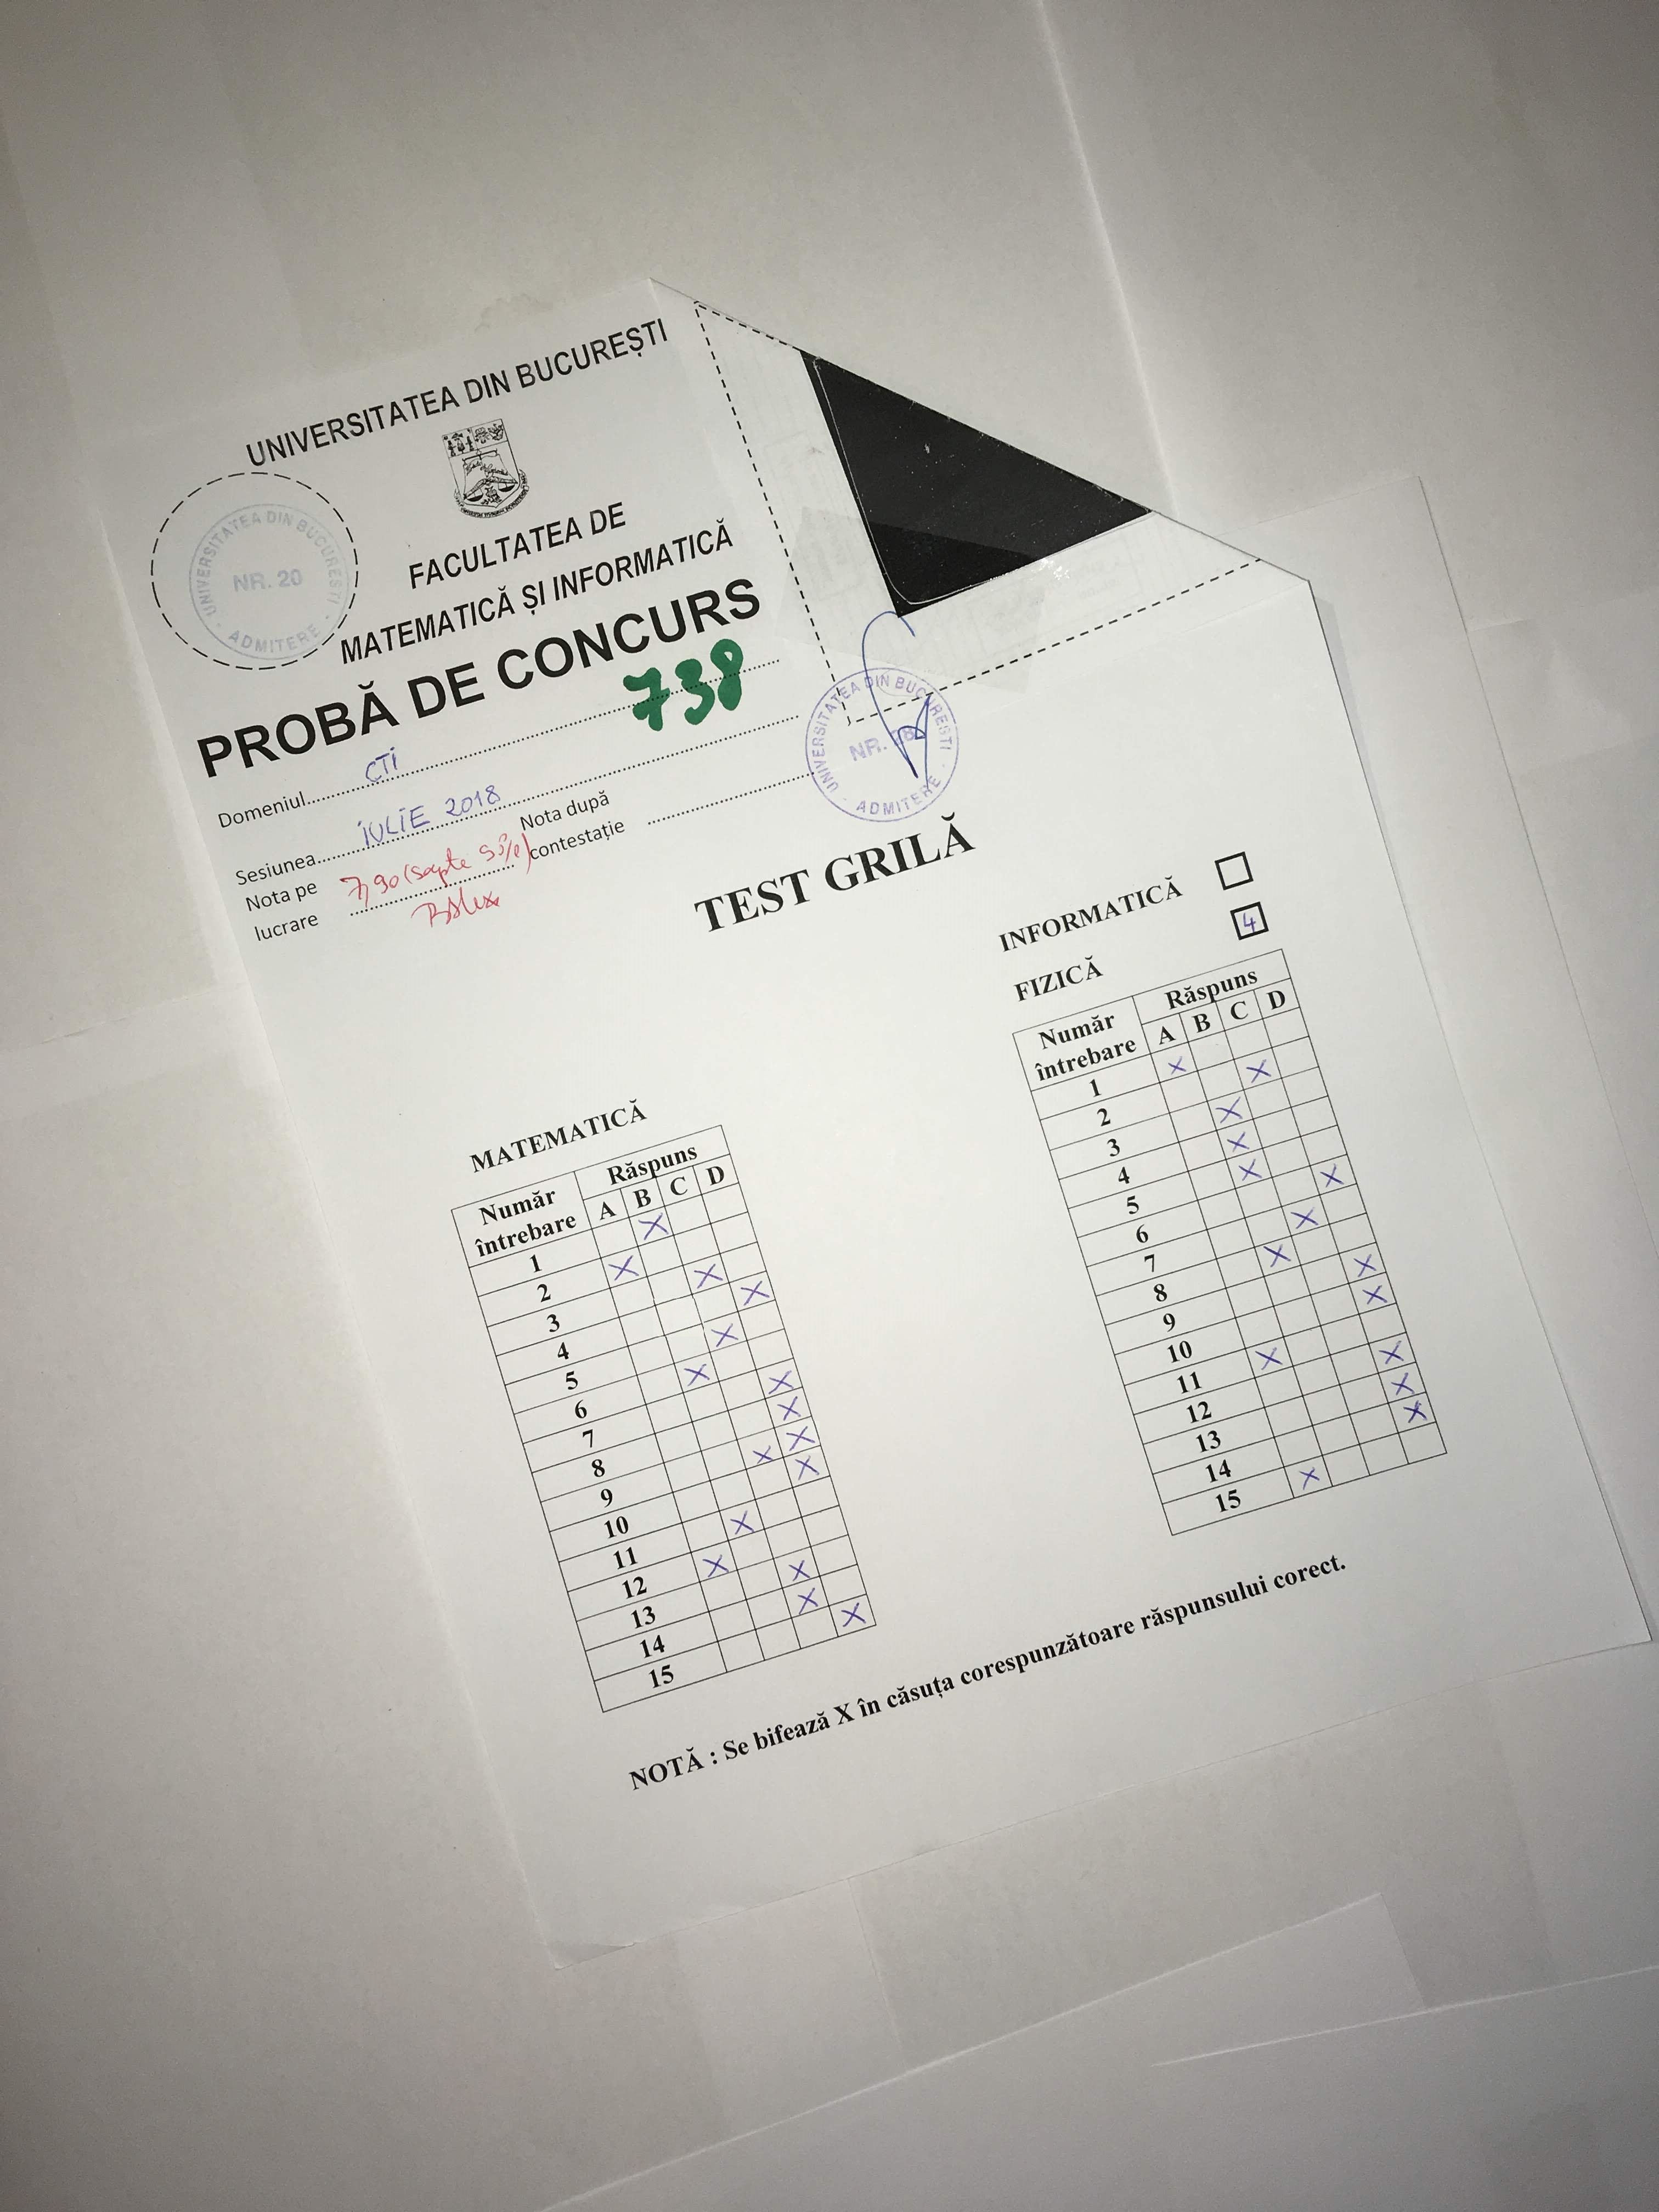 UNIVERSITATEA DIN BUCUREȘTI
UNIVERSITATEA DIN BUCUREȘTI
NR. 20
ADMITERE
FACULTATEA DE
MATEMATICĂ ȘI INFORMATICĂ
PROBĂ DE CONCURS
738
Domeniul CTI
Sesiunea IULIE 2018
Nota pe lucrare 7,90 (șapte 90%)
Nota după contestație
UNIVERSITATEA DIN BUCUREȘTI
NR.
ADMITERE
TEST GRILĂ
INFORMATICĂ
FIZICĂ 4
MATEMATICĂ
Număr întrebare Răspuns
A B C D
1 X
2 X
3 X
4 X
5 X
6 X
7 X
8 X
9 X X
10 X
11 X
12 X
13 X
14 X
15 X
Număr întrebare Răspuns
A B C D
1 X
2 X
3 X
4 X
5 X
6 X
7 X
8 X
9 X
10 X
11 X
12 X
13 X
14 X
15 X
NOTĂ : Se bifează X în căsuța corespunzătoare răspunsului corect.